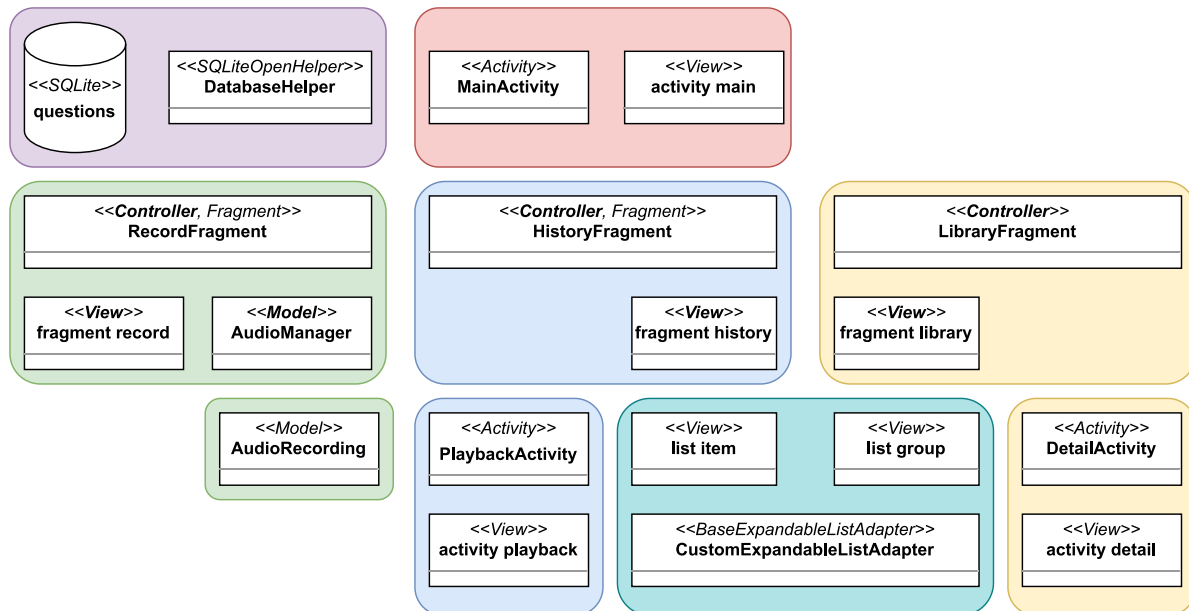 <<SQLite>>
questions
<<SQLiteOpenHelper>>
DatabaseHelper
<<Activity>>
MainActivity
<<View>>
activity main
<<Controller, Fragment>>
RecordFragment
<<View>>
fragment record
<<Model>>
AudioManager
<<Controller, Fragment>>
HistoryFragment
<<View>>
fragment history
<<Controller>>
LibraryFragment
<<View>>
fragment library
<<Model>>
AudioRecording
<<Activity>>
PlaybackActivity
<<View>>
activity playback
<<View>>
list item
<<View>>
list group
<<BaseExpandableListAdapter>>
CustomExpandableListAdapter
<<Activity>>
DetailActivity
<<View>>
activity detail